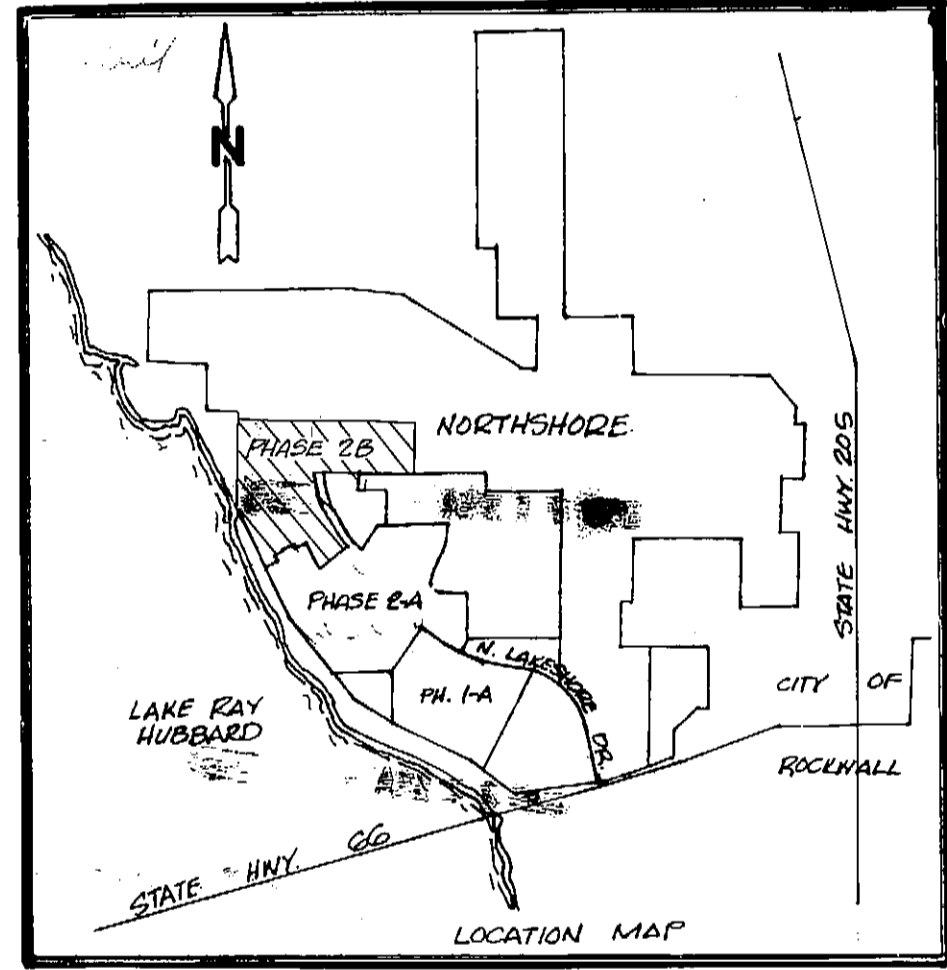 N
NORTHSHORE
PHASE 2B
STATE HWY. 205
PHASE 2-A
N. LAKESHORE DR.
PH. 1-A
CITY OF
ROCKWALL
LAKE RAY
HUBBARD
STATE HWY. 66
LOCATION MAP